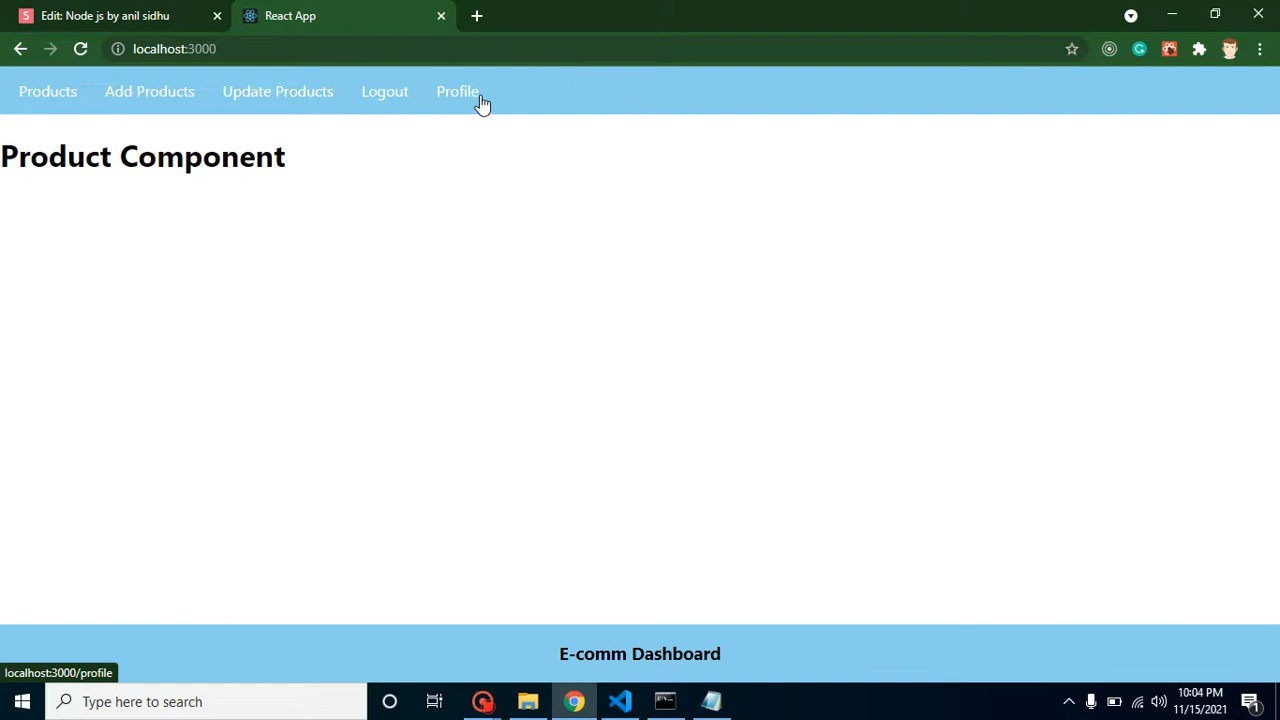 Edit: Node js by anil sidhu
React App
localhost:3000
Products Add Products Update Products Logout Profile
Product Component
E-comm Dashboard
localhost:3000/profile
Type here to search
10:04 PM
11/15/2021